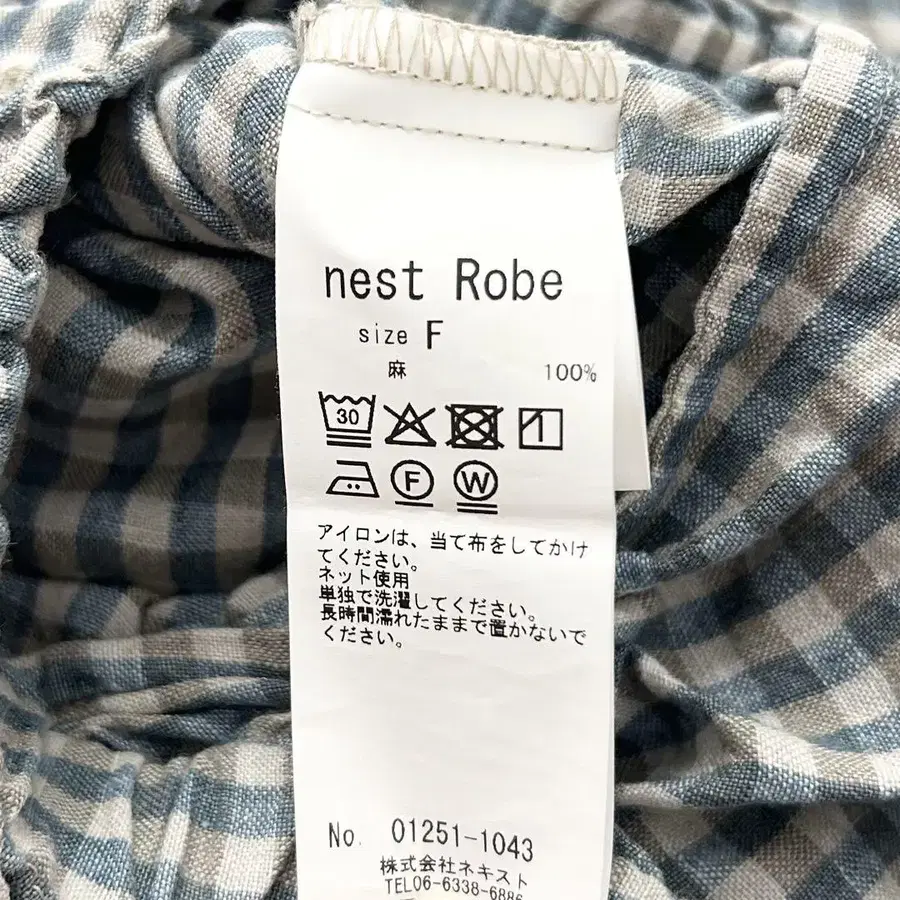 nest Robe
size F
麻 100%
30
F W
アイロンは、当て布をしてかけ
てください。
ネット使用
単独で洗濯してください。
長時間濡れたままで置かないで
ください。
No. 01251-1043
株式会社ネキスト
TEL06-6338-6886